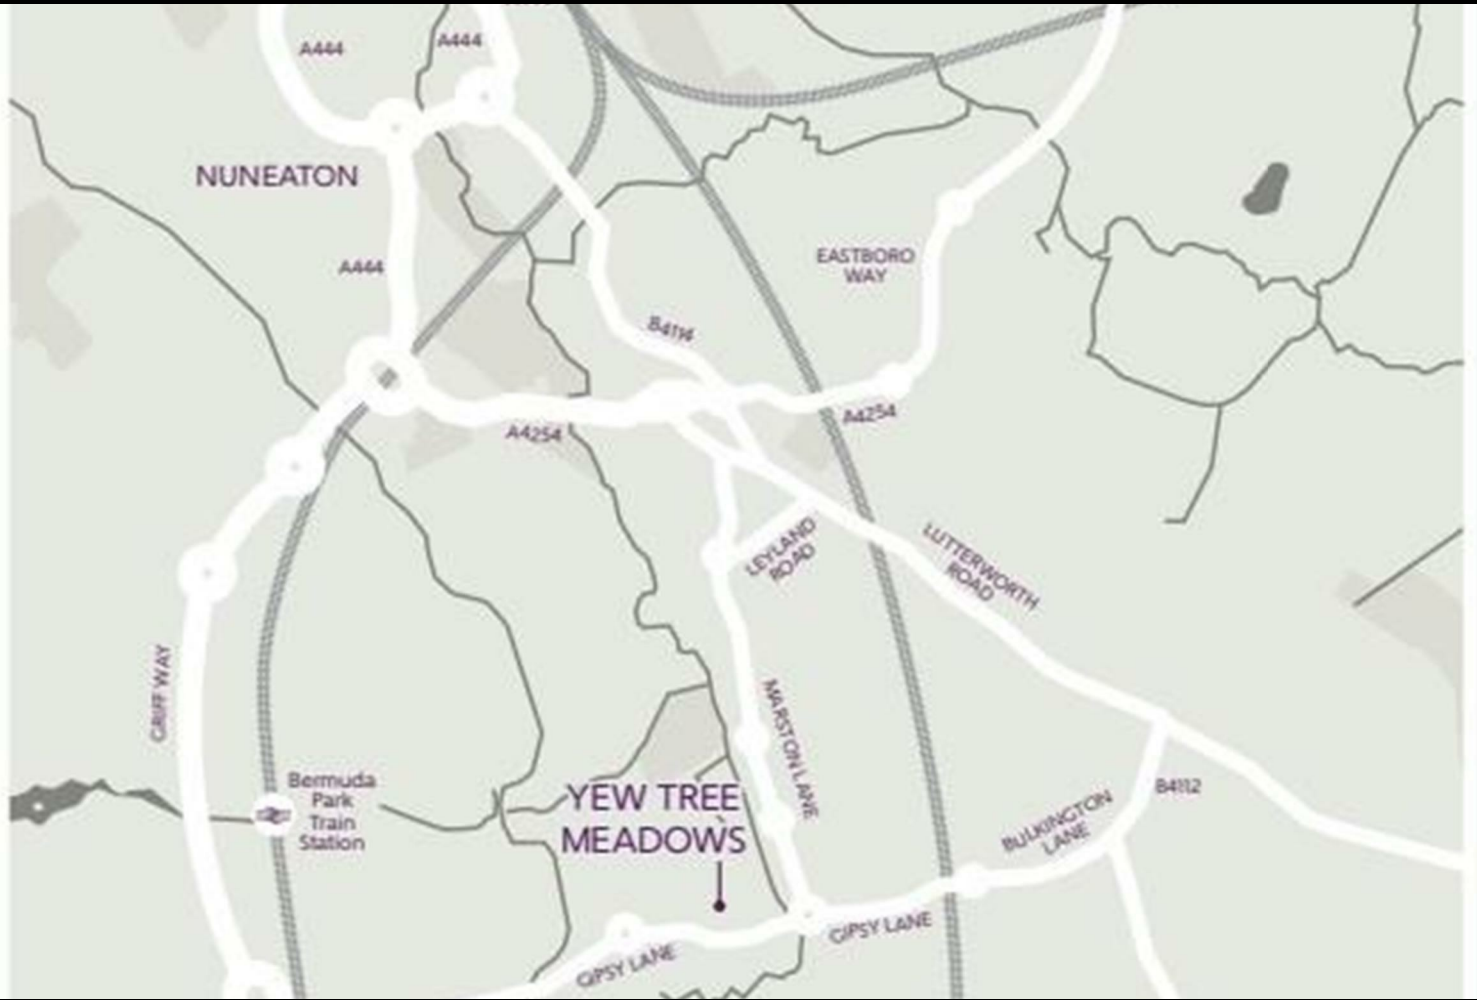 A444
A444
NUNEATON
A444
EASTBORO
WAY
B4114
A4254
A4254
LEYLAND
ROAD
LUTTERWORTH
ROAD
GRIFF WAY
MARSTON LANE
Bermuda
Park
Train
Station
YEW TREE
MEADOWS
B4112
BULKINGTON
LANE
GIPSY LANE
GIPSY LANE